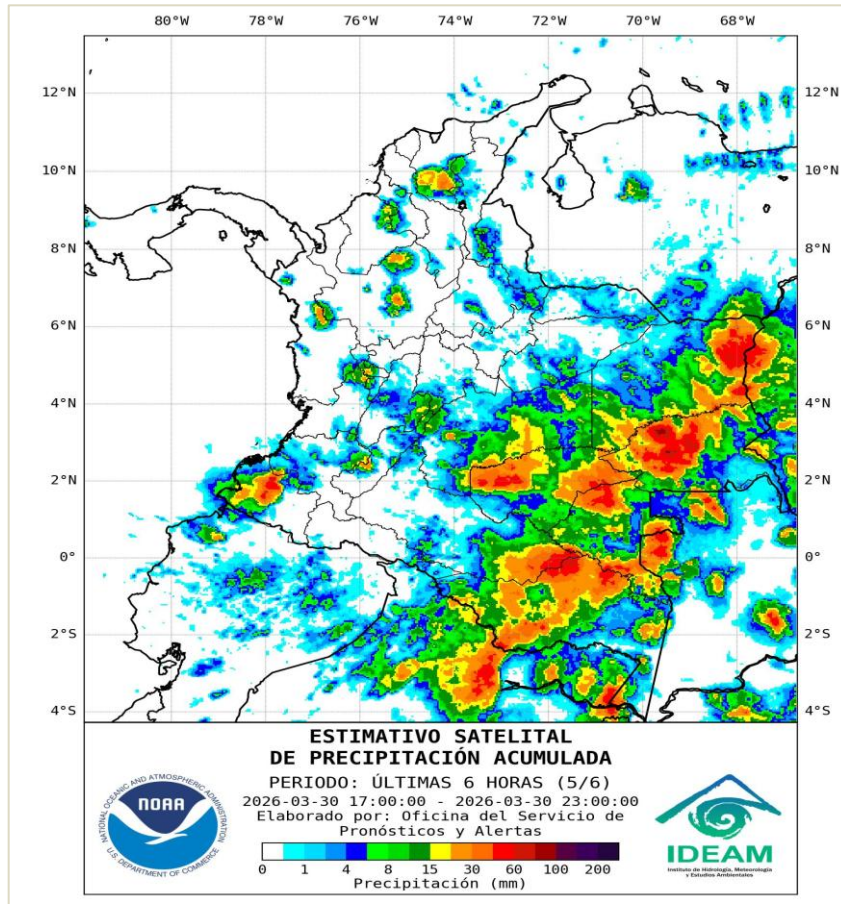 80°W 78°W 76°W 74°W 72°W 70°W 68°W
12°N 12°N
10°N 10°N
8°N 8°N
6°N 6°N
4°N 4°N
2°N 2°N
0° 0°
2°S 2°S
4°S 4°S
ESTIMATIVO SATELITAL
DE PRECIPITACIÓN ACUMULADA
PERIODO: ÚLTIMAS 6 HORAS (5/6)
2026-03-30 17:00:00 - 2026-03-30 23:00:00
Elaborado por: Oficina del Servicio de
Pronósticos y Alertas
0 1 4 8 15 30 60 100 200
Precipitación (mm)
NATIONAL OCEANIC AND ATMOSPHERIC ADMINISTRATION
NOAA
U.S. DEPARTMENT OF COMMERCE
IDEAM
Instituto de Hidrología, Meteorología
y Estudios Ambientales